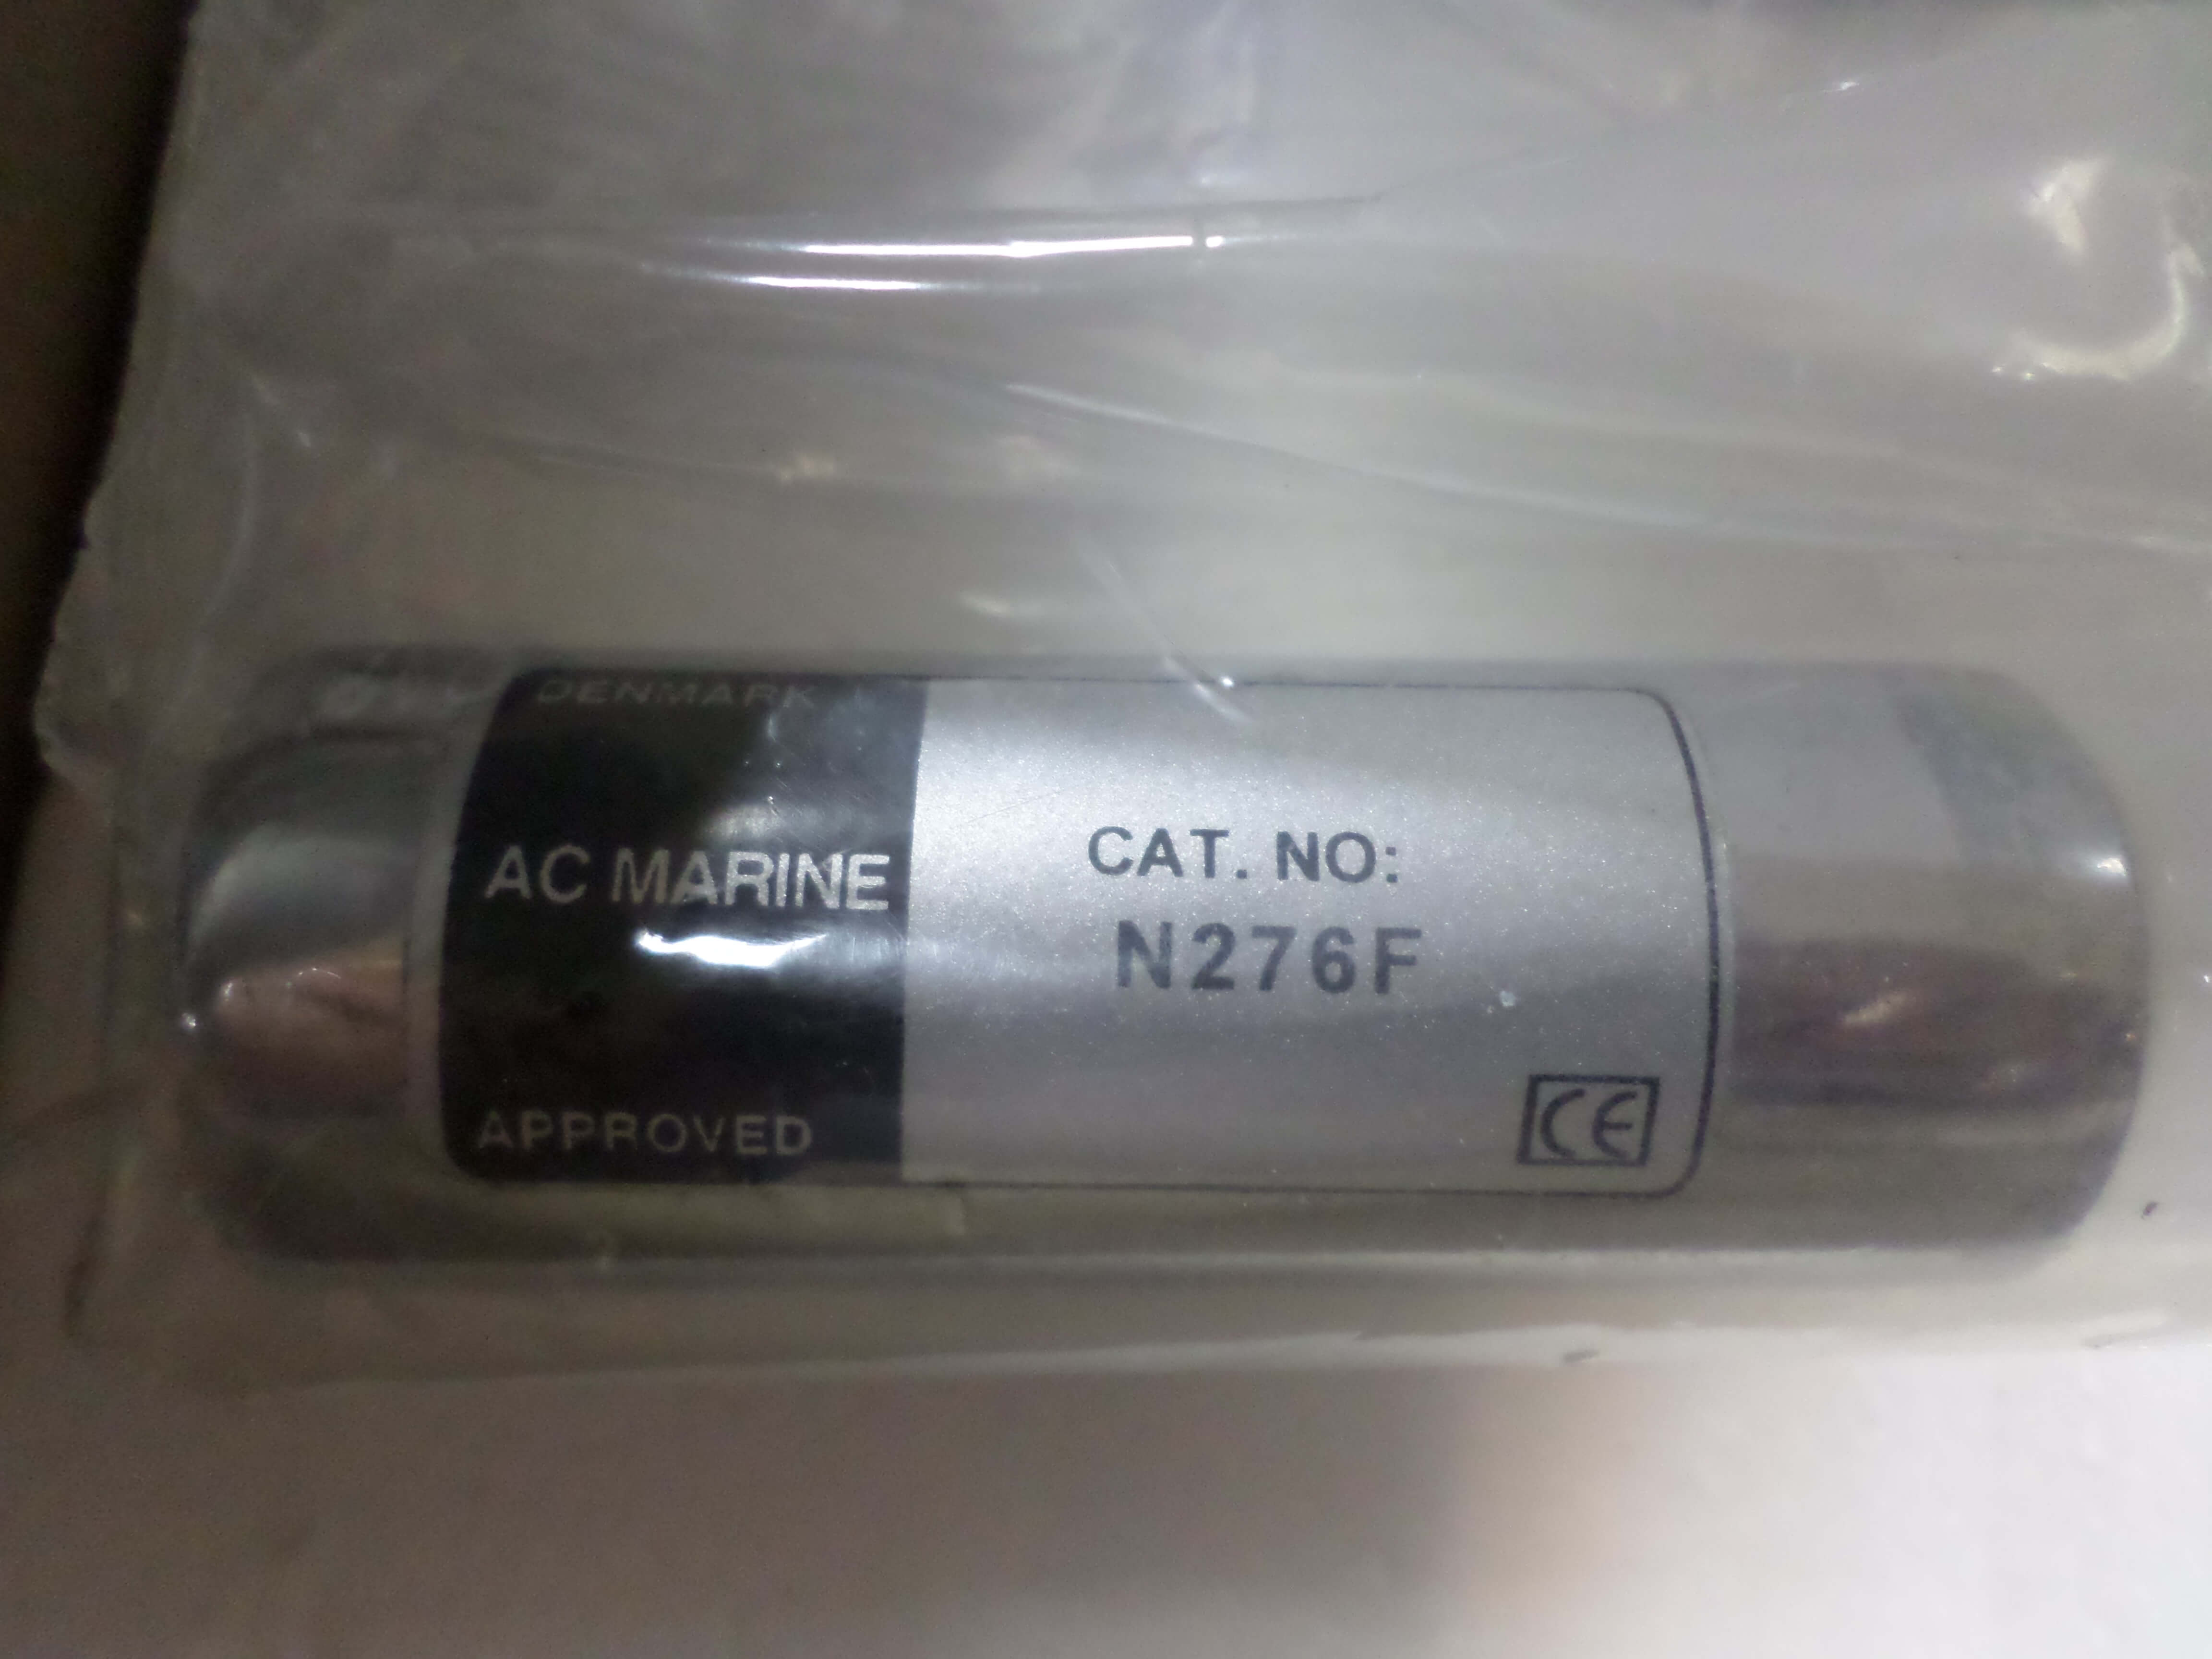 DENMARK
AC MARINE
APPROVED
CAT. NO:
N276F
CE